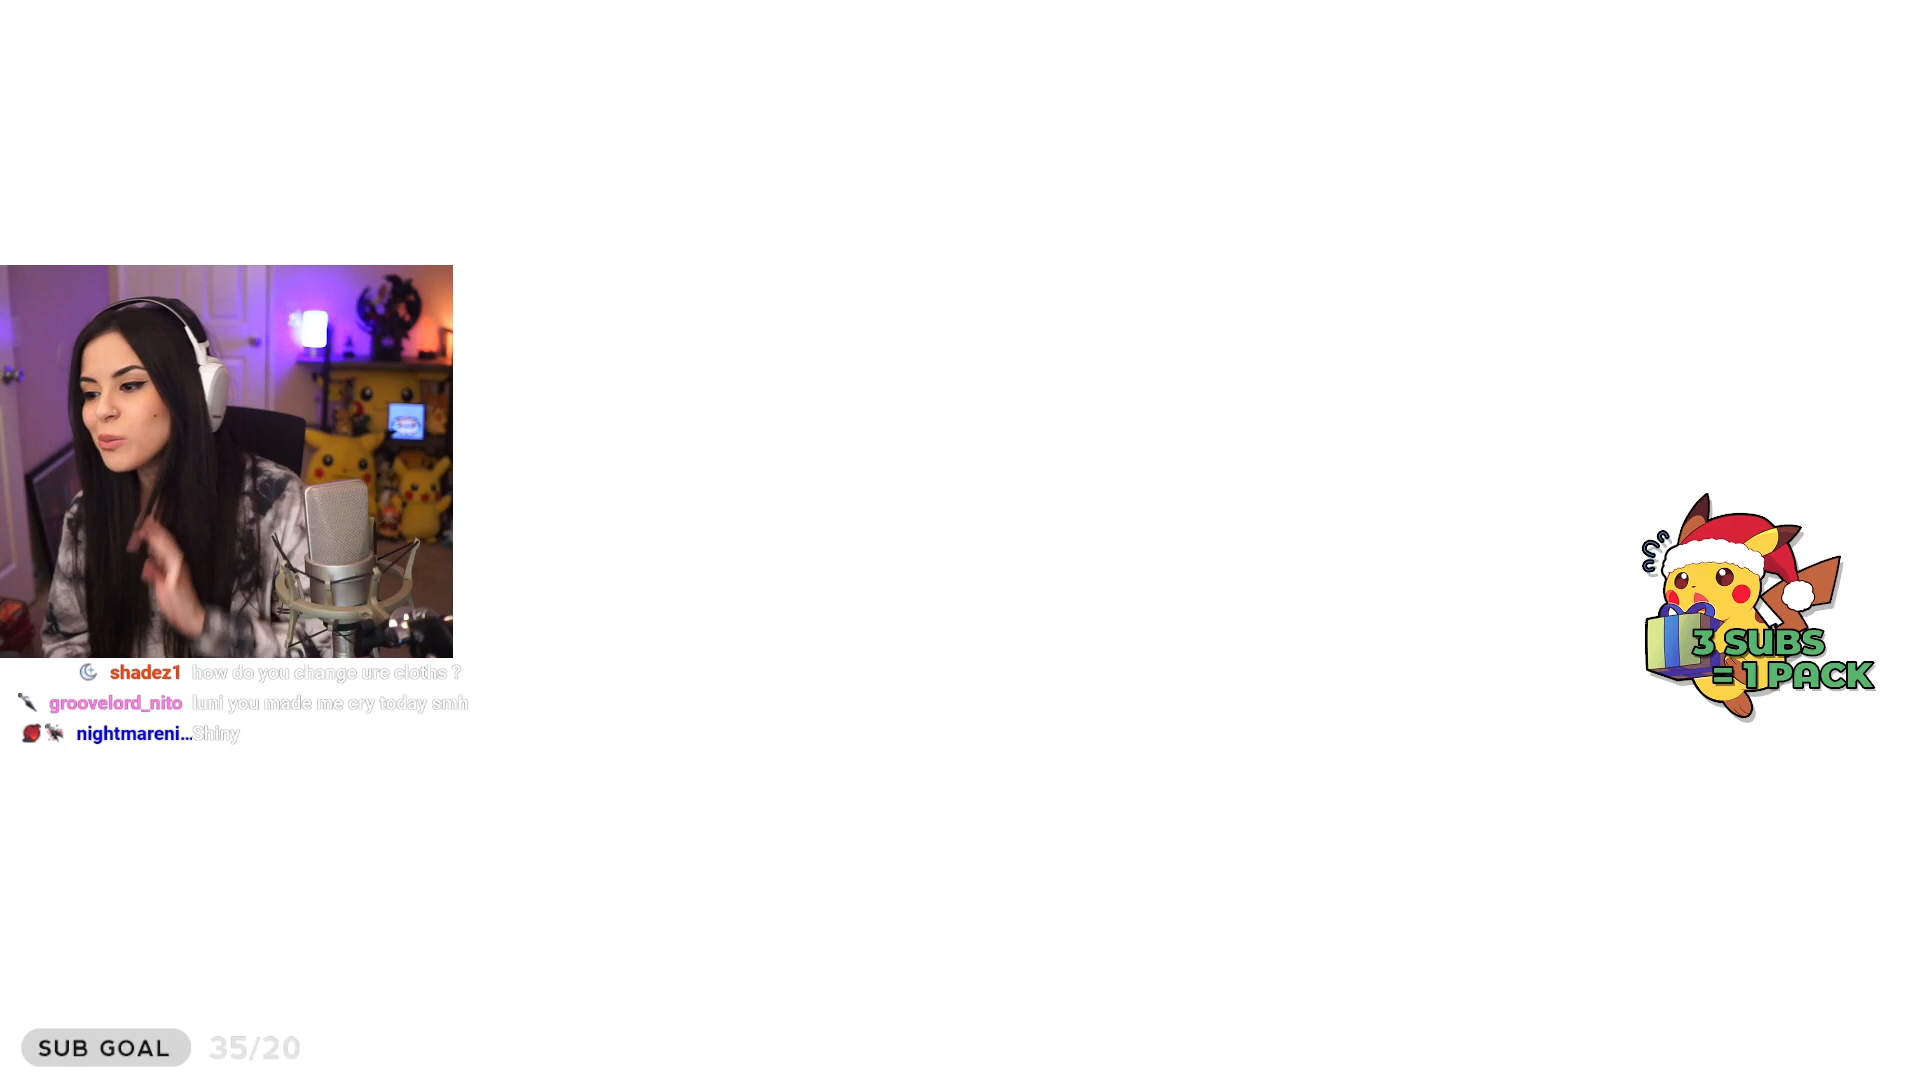 shadez1 how do you change ure cloths ?
groovelord_nito luni you made me cry today smh
nightmareni... Shiny
3 SUBS
= 1 PACK
SUB GOAL 35/20